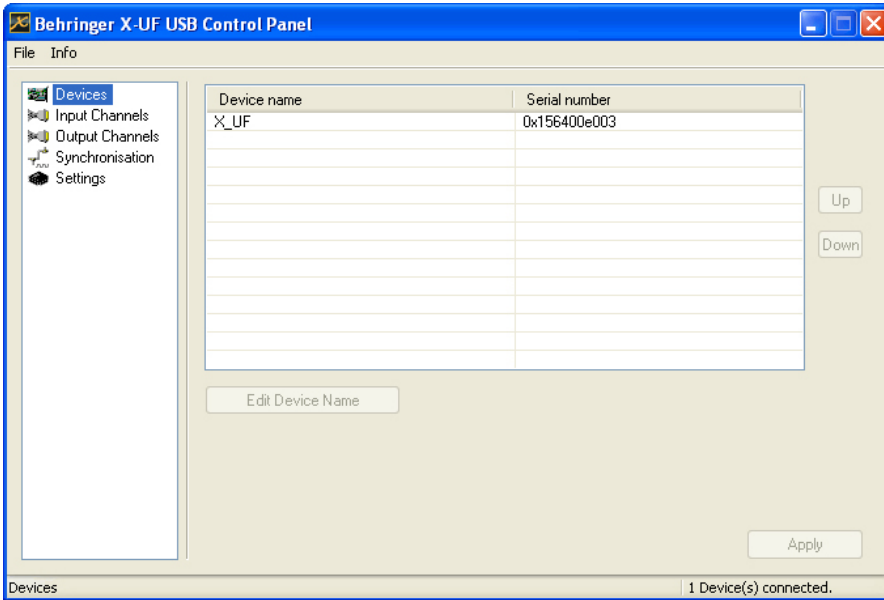 Behringer X-UF USB Control Panel
File Info
Devices
Input Channels
Output Channels
Synchronisation
Settings
Device name Serial number
X_UF 0x156400e003
Up
Down
Edit Device Name
Apply
Devices 1 Device(s) connected.